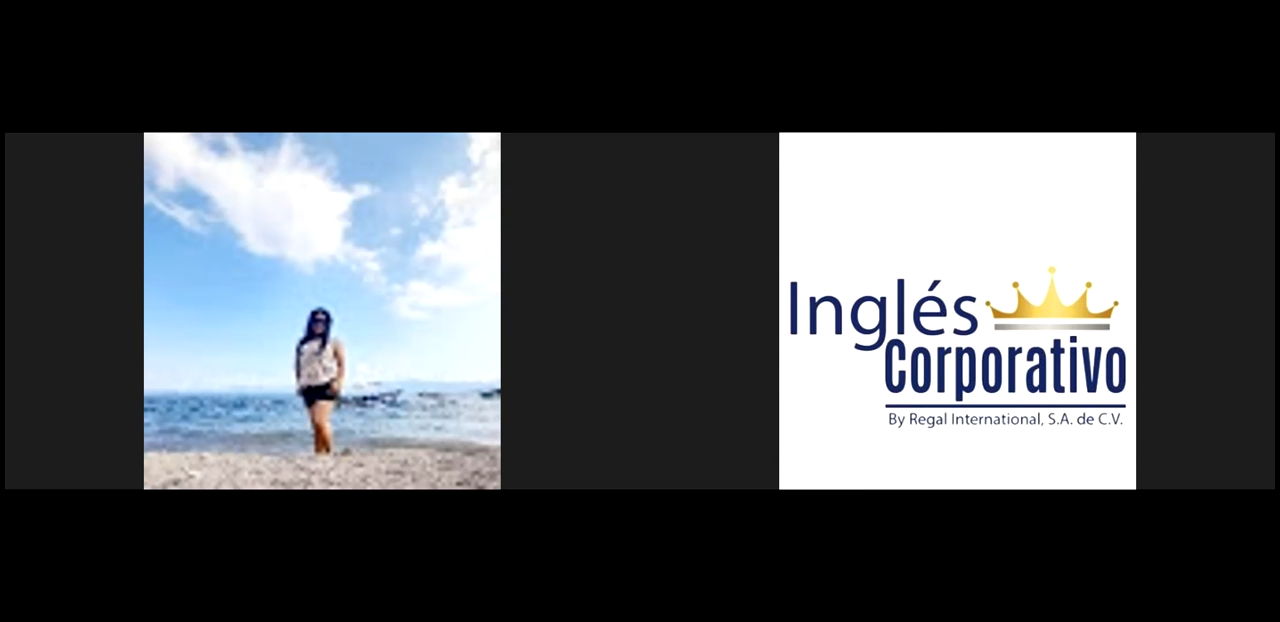 Inglés
Corporativo
By Regal International, S.A. de C.V.